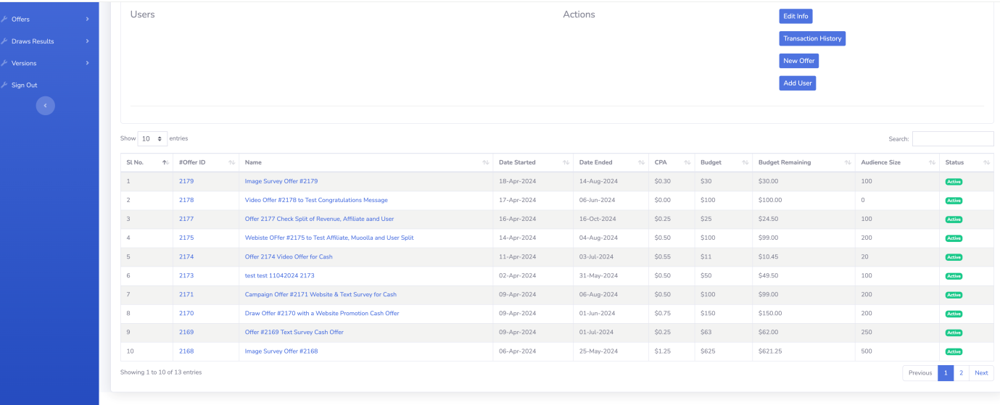 Offers
Draws Results
Versions
Sign Out
Users Actions Edit Info
Transaction History
New Offer
Add User
Show 10 entries Search:
Sl No. #Offer ID Name Date Started Date Ended CPA Budget Budget Remaining Audience Size Status
1 2179 Image Survey Offer #2179 18-Apr-2024 14-Aug-2024 $0.30 $30 $30.00 100 Active
2 2178 Video Offer #2178 to Test Congratulations Message 17-Apr-2024 06-Jun-2024 $0.00 $100 $100.00 0 Active
3 2177 Offer 2177 Check Split of Revenue, Affiliate aand User 16-Apr-2024 16-Oct-2024 $0.25 $25 $24.50 100 Active
4 2175 Webiste OFfer #2175 to Test Affiliate, Muoolla and User Split 14-Apr-2024 04-Aug-2024 $0.50 $100 $99.00 200 Active
5 2174 Offer 2174 Video Offer for Cash 11-Apr-2024 03-Jul-2024 $0.55 $11 $10.45 20 Active
6 2173 test test 11042024 2173 02-Apr-2024 31-May-2024 $0.50 $50 $49.50 100 Active
7 2171 Campaign Offer #2171 Website & Text Survey for Cash 09-Apr-2024 06-Aug-2024 $0.50 $100 $99.00 200 Active
8 2170 Draw Offer #2170 with a Website Promotion Cash Offer 09-Apr-2024 01-Jun-2024 $0.75 $150 $150.00 200 Active
9 2169 Offer #2169 Text Survey Cash Offer 09-Apr-2024 01-Jul-2024 $0.25 $63 $62.00 250 Active
10 2168 Image Survey Offer #2168 06-Apr-2024 25-May-2024 $1.25 $625 $621.25 500 Active
Showing 1 to 10 of 13 entries Previous 1 2 Next